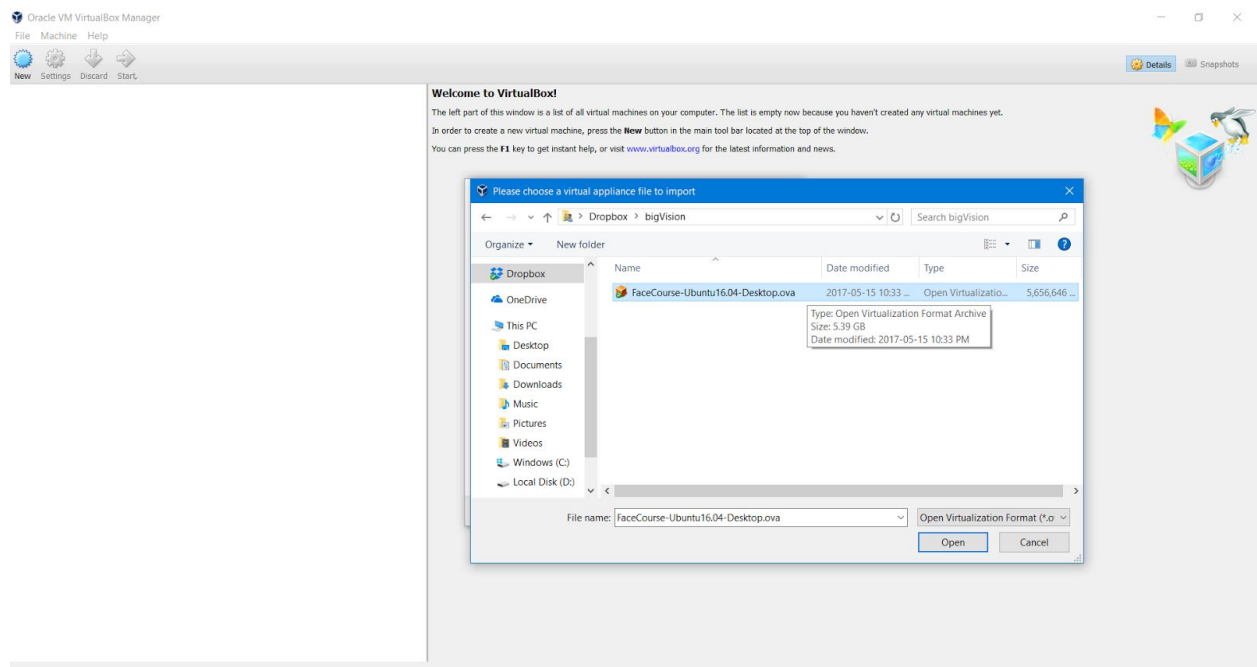 Oracle VM VirtualBox Manager
File Machine Help
New Settings Discard Start
Details Snapshots
Welcome to VirtualBox!
The left part of this window is a list of all virtual machines on your computer. The list is empty now because you haven't created any virtual machines yet.
In order to create a new virtual machine, press the New button in the main tool bar located at the top of the window.
You can press the F1 key to get instant help, or visit www.virtualbox.org for the latest information and news.
Please choose a virtual appliance file to import
> Dropbox > bigVision
Search bigVision
Organize New folder
Name Date modified Type Size
FaceCourse-Ubuntu16.04-Desktop.ova 2017-05-15 10:33 ... Open Virtualizatio... 5,656,646 ...
Type: Open Virtualization Format Archive
Size: 5.39 GB
Date modified: 2017-05-15 10:33 PM
Dropbox
OneDrive
This PC
Desktop
Documents
Downloads
Music
Pictures
Videos
Windows (C:)
Local Disk (D:)
File name: FaceCourse-Ubuntu16.04-Desktop.ova Open Virtualization Format (*.o
Open Cancel